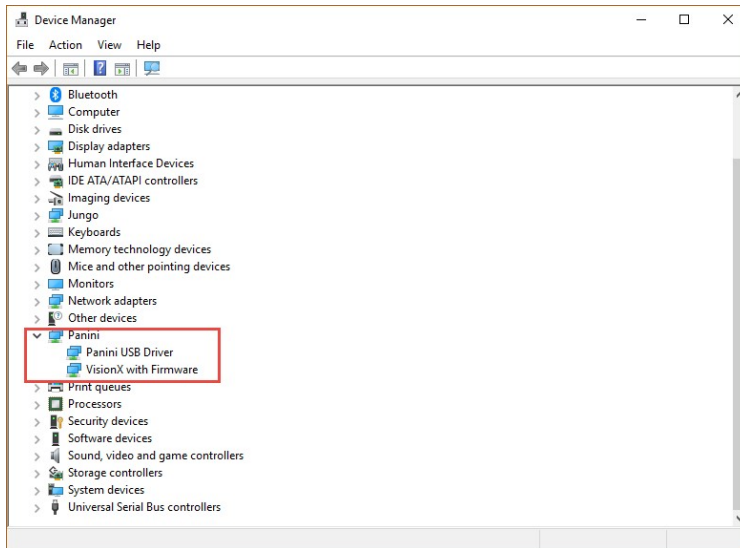 Device Manager
File Action View Help
Bluetooth
Computer
Disk drives
Display adapters
Human Interface Devices
IDE ATA/ATAPI controllers
Imaging devices
Jungo
Keyboards
Memory technology devices
Mice and other pointing devices
Monitors
Network adapters
Other devices
Panini
Panini USB Driver
VisionX with Firmware
Print queues
Processors
Security devices
Software devices
Sound, video and game controllers
Storage controllers
System devices
Universal Serial Bus controllers